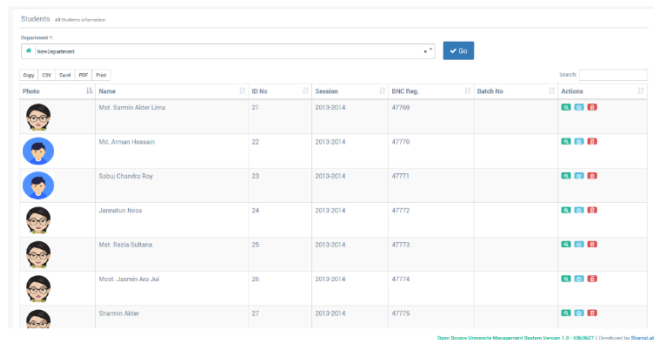 Students All Students information.
Department *:
New Department
Go
Copy CSV Excel PDF Print
Search:
Photo Name ID No Session ENC Reg. Batch No Actions
Mst. Sarmin Akter Lima 21 2013-2014 47769
Md. Arman Hossain 22 2013-2014 47770
Sabuj Chandra Roy 23 2013-2014 47771
Jannatun Nesa 24 2013-2014 47772
Mst. Razia Sultana 25 2013-2014 47773
Most. Jasmin Ara Jui 26 2013-2014 47774
Sharmin Akter 27 2013-2014 47775
Open Source University Management System Version 1.0 - / Developed by ShanixLab